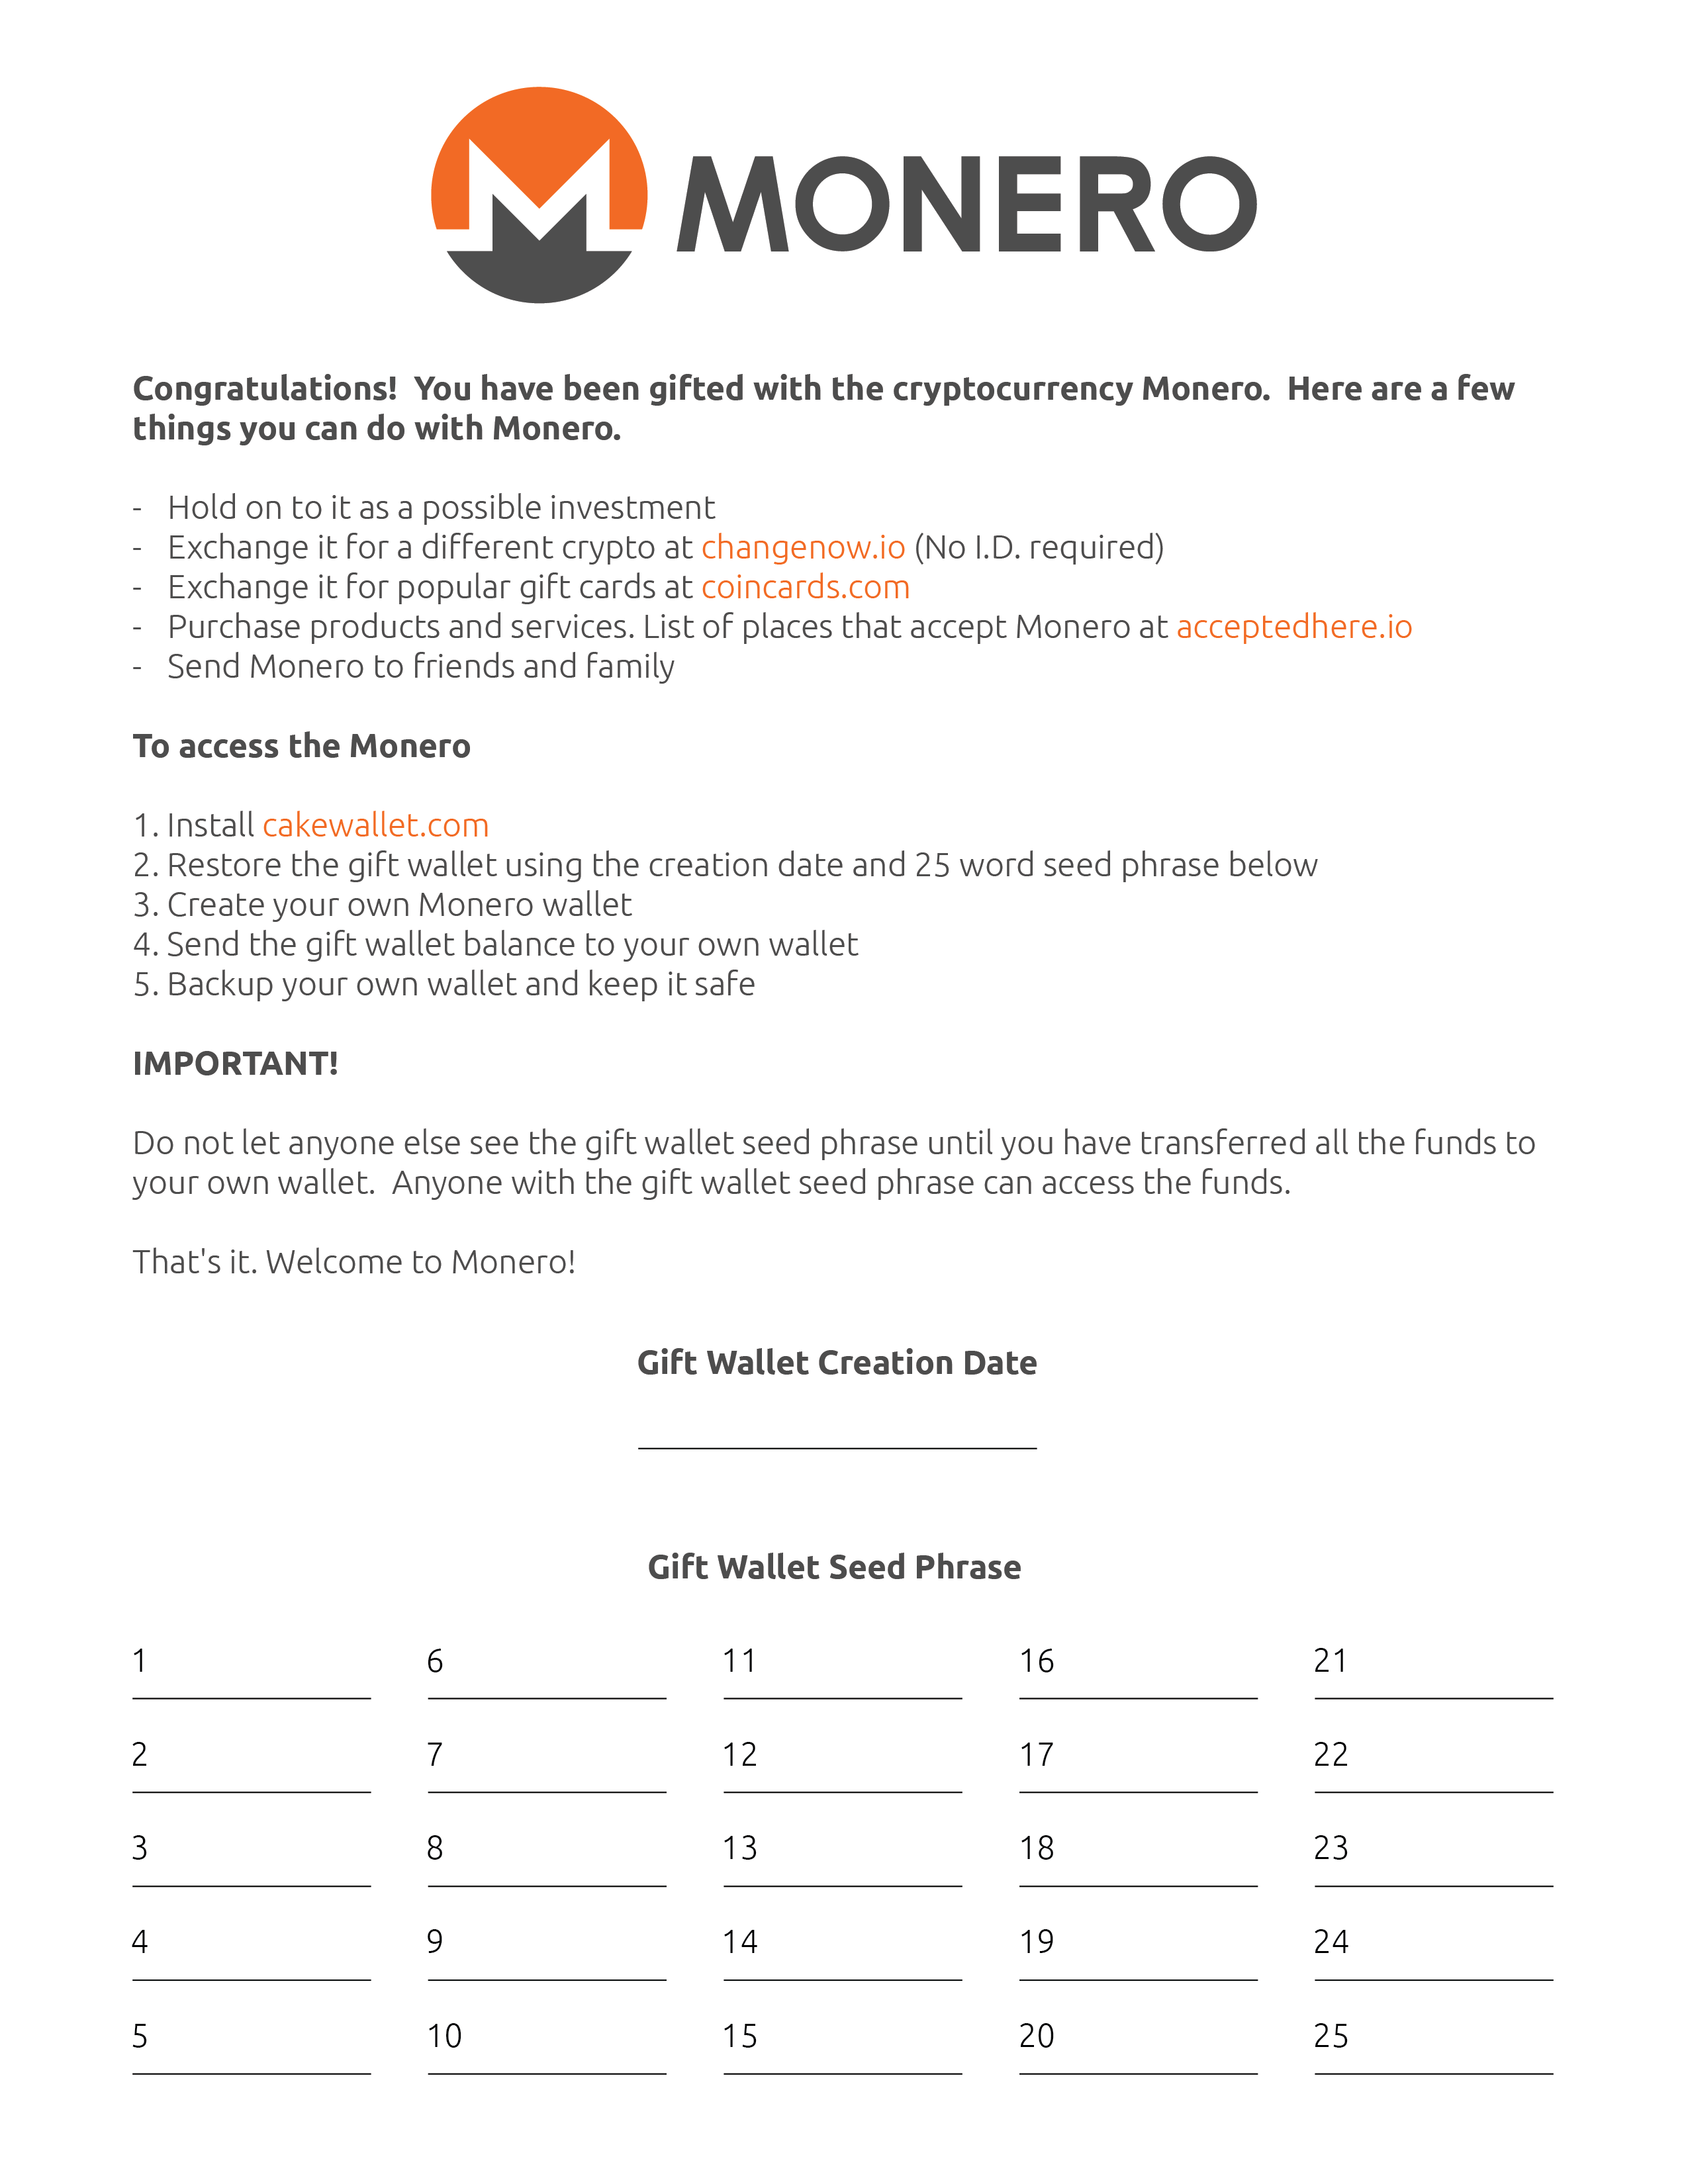 MONERO
Congratulations!  You have been gifted with the cryptocurrency Monero.  Here are a few
things you can do with Monero.
- Hold on to it as a possible investment
- Exchange it for a different crypto at changenow.io (No I.D. required)
- Exchange it for popular gift cards at coincards.com
- Purchase products and services. List of places that accept Monero at acceptedhere.io
- Send Monero to friends and family
To access the Monero
1. Install cakewallet.com
2. Restore the gift wallet using the creation date and 25 word seed phrase below
3. Create your own Monero wallet
4. Send the gift wallet balance to your own wallet
5. Backup your own wallet and keep it safe
IMPORTANT!
Do not let anyone else see the gift wallet seed phrase until you have transferred all the funds to
your own wallet.  Anyone with the gift wallet seed phrase can access the funds.
That's it. Welcome to Monero!
Gift Wallet Creation Date
Gift Wallet Seed Phrase
1 6 11 16 21
2 7 12 17 22
3 8 13 18 23
4 9 14 19 24
5 10 15 20 25